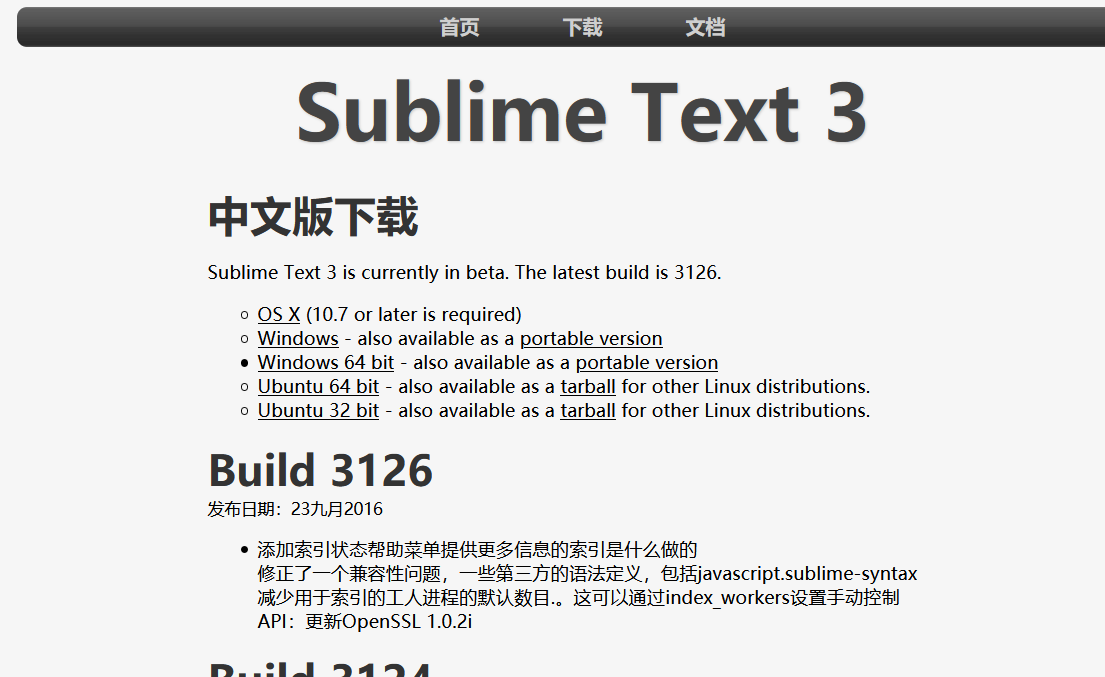 首页 下载 文档
Sublime Text 3
中文版下载
Sublime Text 3 is currently in beta. The latest build is 3126.
OS X (10.7 or later is required)
Windows - also available as a portable version
Windows 64 bit - also available as a portable version
Ubuntu 64 bit - also available as a tarball for other Linux distributions.
Ubuntu 32 bit - also available as a tarball for other Linux distributions.
Build 3126
发布日期：23九月2016
添加索引状态帮助菜单提供更多信息的索引是什么做的
修正了一个兼容性问题，一些第三方的语法定义，包括javascript.sublime-syntax
减少用于索引的工人进程的默认数目.。这可以通过index_workers设置手动控制
API：更新OpenSSL 1.0.2i
Build 3124